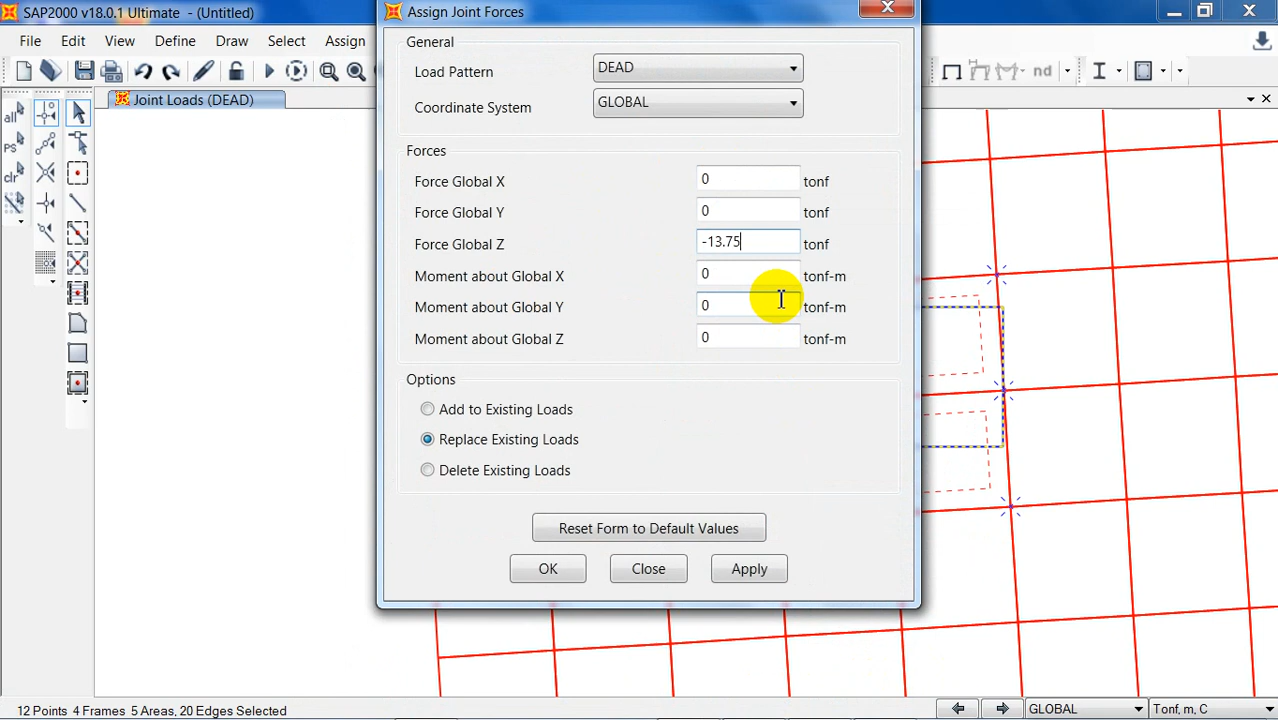 SAP2000 v18.0.1 Ultimate - (Untitled)
Assign Joint Forces
File Edit View Define Draw Select Assign
nd
all
Joint Loads (DEAD)
ps
clr
General
Load Pattern DEAD
Coordinate System GLOBAL
Forces
Force Global X 0 tonf
Force Global Y 0 tonf
Force Global Z -13.75 tonf
Moment about Global X 0 tonf-m
Moment about Global Y 0 tonf-m
Moment about Global Z 0 tonf-m
Options
Add to Existing Loads
Replace Existing Loads
Delete Existing Loads
Reset Form to Default Values
OK Close Apply
12 Points 4 Frames 5 Areas, 20 Edges Selected
GLOBAL
Tonf, m, C